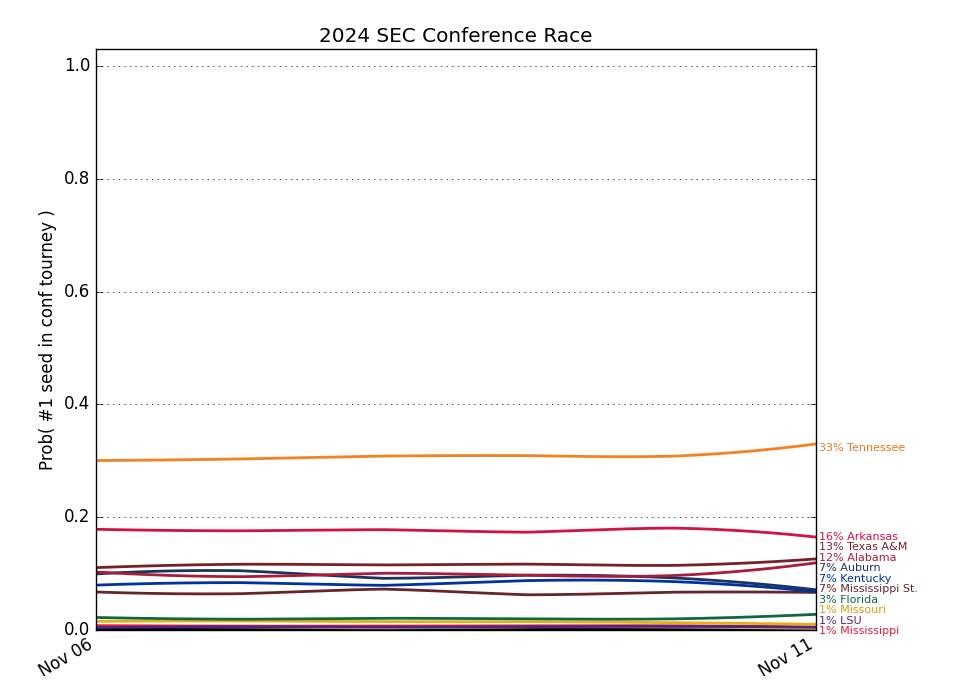 2024 SEC Conference Race
Prob( #1 seed in conf tourney )
1.0
0.8
0.6
0.4
0.2
0.0
Nov 06
Nov 11
33% Tennessee
16% Arkansas
13% Texas A&M
12% Alabama
7% Auburn
7% Kentucky
7% Mississippi St.
3% Florida
1% Missouri
1% LSU
1% Mississippi